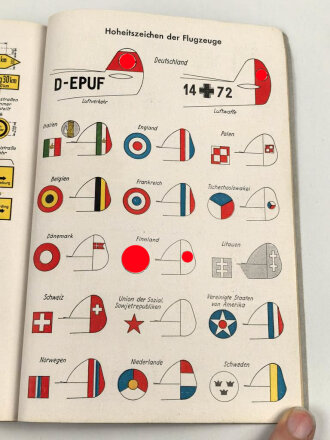 Hoheitszeichen der Flugzeuge
Deutschland
D-EPUF
14 72
Luftverkehr
Luftwaffe
Italien
England
Polen
Belgien
Frankreich
Tschechoslowakei
Dänemark
Finnland
Litauen
Schweiz
Union der Sozial.
Sowjetrepubliken
Vereinigte Staaten
von Amerika
Norwegen
Niederlande
Schweden